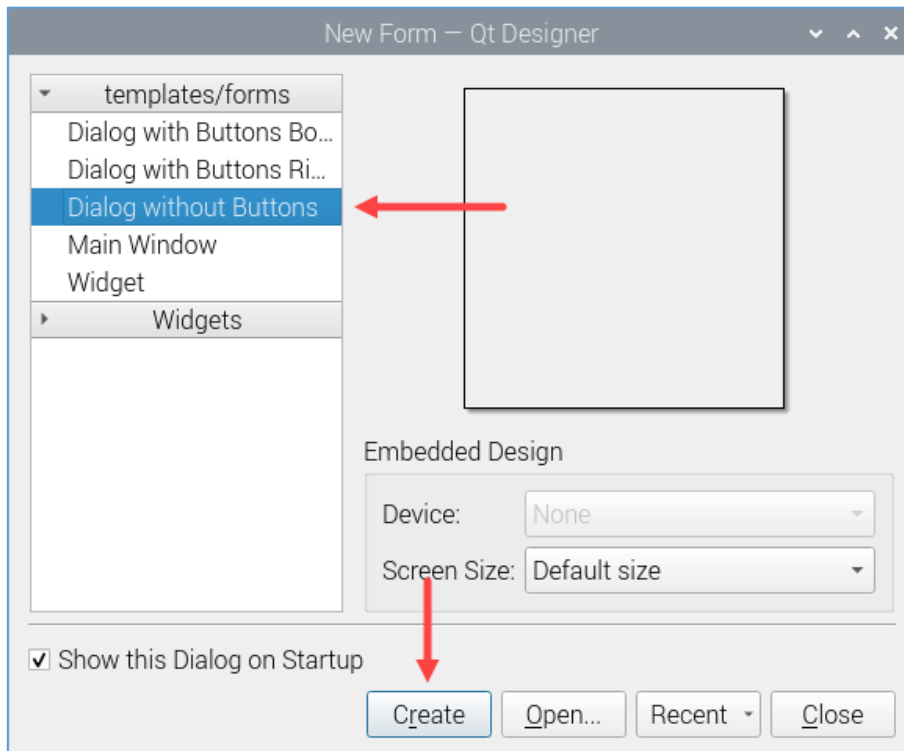 New Form — Qt Designer
templates/forms
Dialog with Buttons Bo...
Dialog with Buttons Ri...
Dialog without Buttons
Main Window
Widget
Widgets
Embedded Design
Device: None
Screen Size: Default size
Show this Dialog on Startup
Create Open... Recent Close